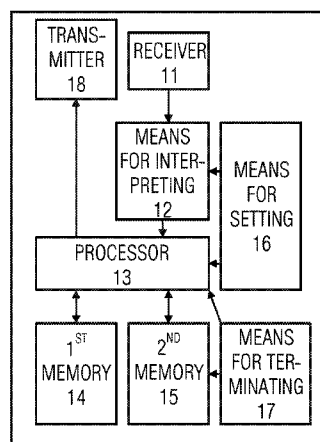 TRANS-
MITTER
18
RECEIVER
11
MEANS
FOR INTER-
PRETING
12
MEANS
FOR
SETTING
16
PROCESSOR
13
1ST
MEMORY
14
2ND
MEMORY
15
MEANS
FOR TER-
MINATING
17